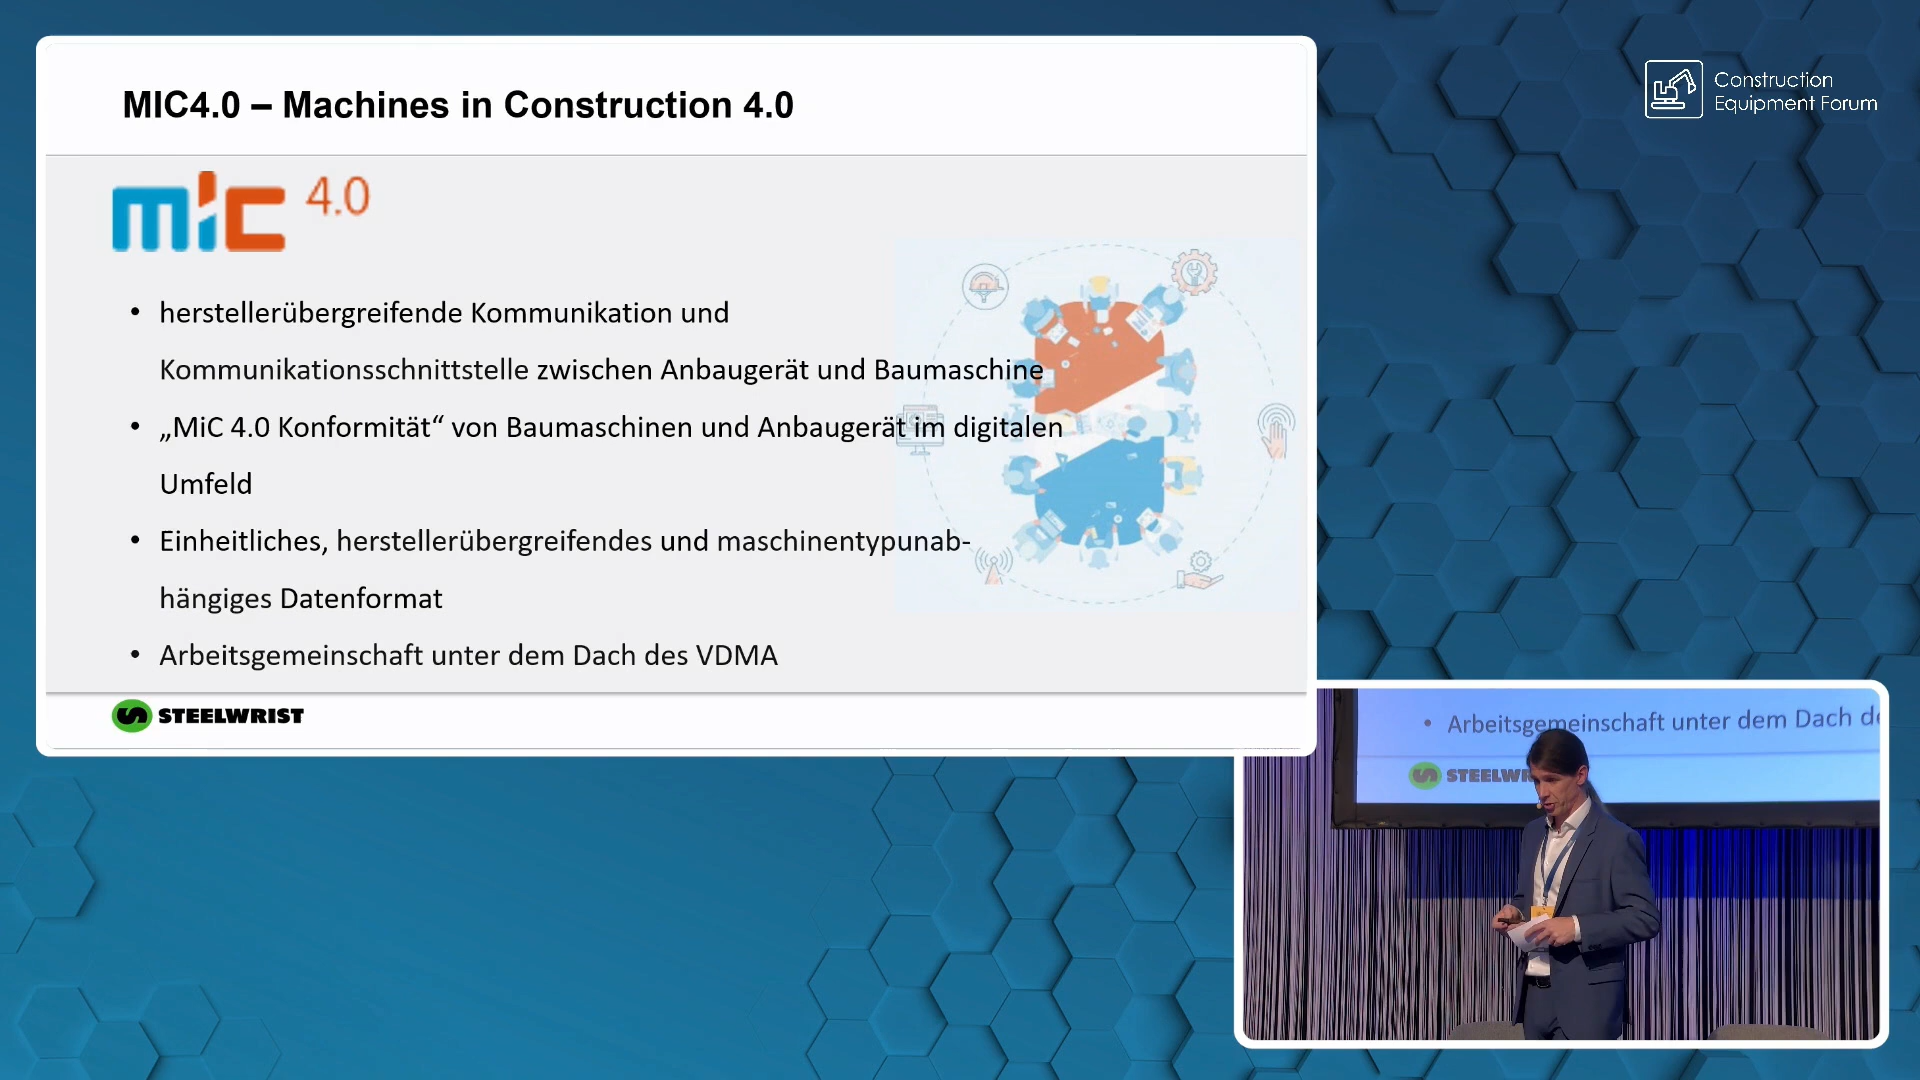 MIC4.0 – Machines in Construction 4.0
mic 4.0
• herstellerübergreifende Kommunikation und
Kommunikationsschnittstelle zwischen Anbaugerät und Baumaschine
• „MiC 4.0 Konformität“ von Baumaschinen und Anbaugerät im digitalen
Umfeld
• Einheitliches, herstellerübergreifendes und maschinentypunab-
hängiges Datenformat
• Arbeitsgemeinschaft unter dem Dach des VDMA
STEELWRIST
Construction
Equipment Forum
• Arbeitsgemeinschaft unter dem Dach de
STEELWR